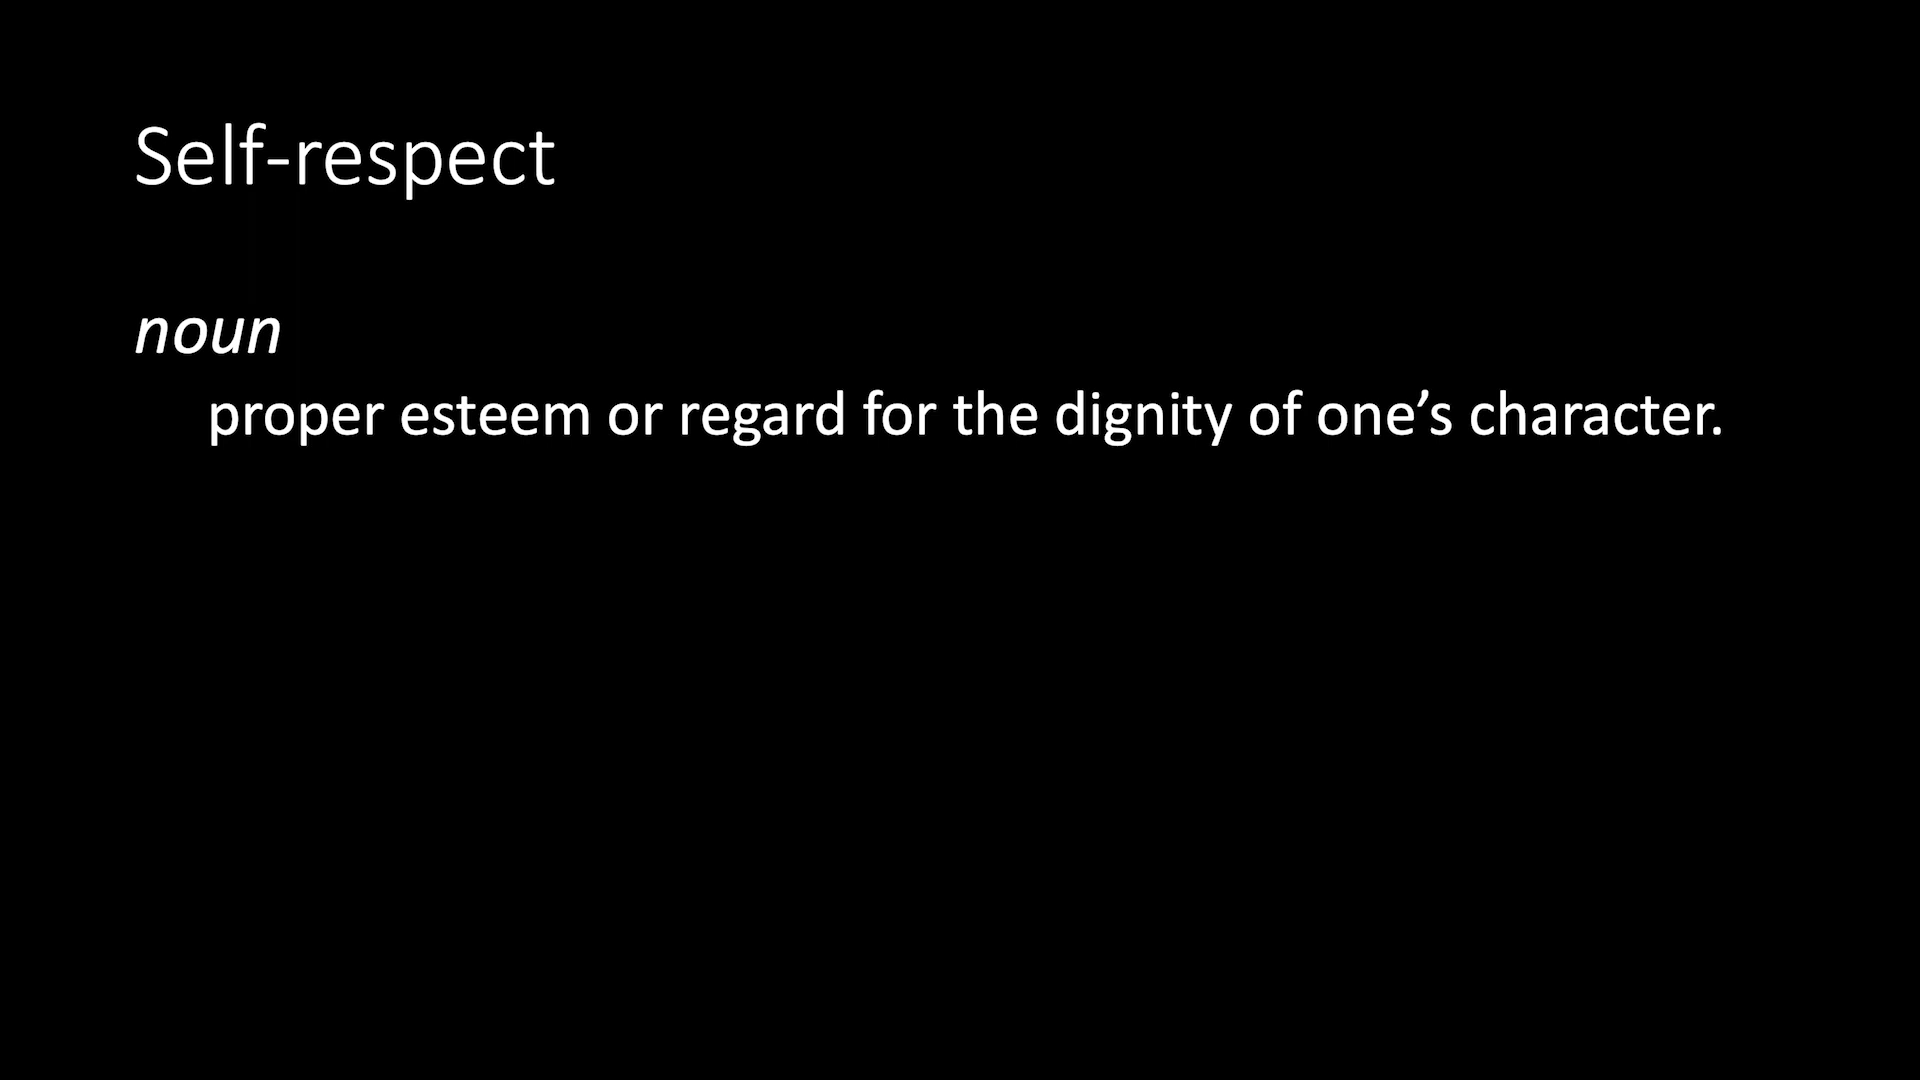 Self-respect
noun
proper esteem or regard for the dignity of one’s character.